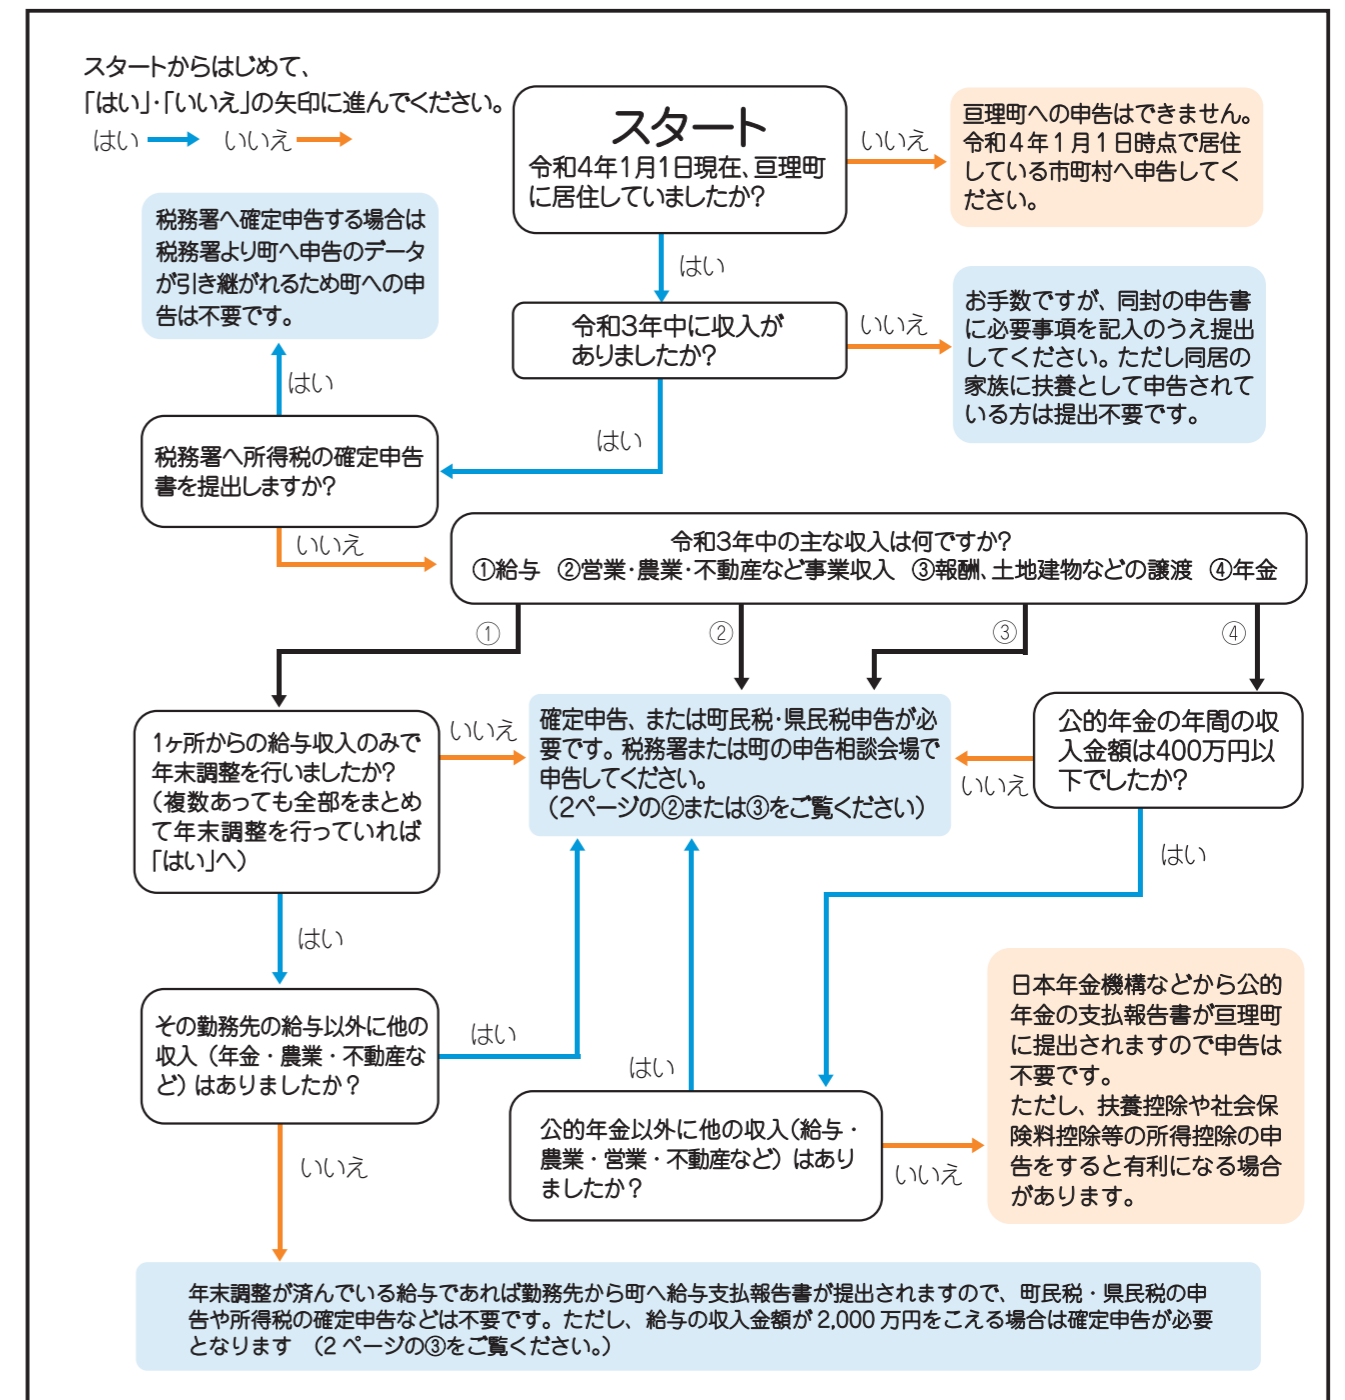 スタートからはじめて、
「はい」・「いいえ」の矢印に進んでください。
はい いいえ
スタート
令和4年1月1日現在、亘理町
に居住していましたか?
いいえ
亘理町への申告はできません。
令和4年1月1日時点で居住
している市町村へ申告してく
ださい。
はい
税務署へ確定申告する場合は
税務署より町へ申告のデータ
が引き継がれるため町への申
告は不要です。
令和3年中に収入が
ありましたか?
いいえ
お手数ですが、同封の申告書
に必要事項を記入のうえ提出
してください。ただし同居の
家族に扶養として申告されて
いる方は提出不要です。
はい
はい
税務署へ所得税の確定申告
書を提出しますか?
いいえ
令和3年中の主な収入は何ですか?
①給与 ②営業・農業・不動産など事業収入 ③報酬、土地建物などの譲渡 ④年金
① ② ③ ④
1ヶ所からの給与収入のみで
年末調整を行いましたか?
(複数あっても全部をまとめ
て年末調整を行っていれば
「はい」へ)
いいえ
確定申告、または町民税・県民税申告が必
要です。税務署または町の申告相談会場で
申告してください。
(2ページの②または③をご覧ください)
いいえ
公的年金の年間の収
入金額は400万円以
下でしたか?
はい
はい
その勤務先の給与以外に他の
収入(年金・農業・不動産な
ど)はありましたか?
はい
はい
公的年金以外に他の収入(給与・
農業・営業・不動産など)はあり
ましたか?
いいえ
日本年金機構などから公的
年金の支払報告書が亘理町
に提出されますので申告は
不要です。
ただし、扶養控除や社会保
険料控除等の所得控除の申
告をすると有利になる場合
があります。
いいえ
年末調整が済んでいる給与であれば勤務先から町へ給与支払報告書が提出されますので、町民税・県民税の申
告や所得税の確定申告などは不要です。ただし、給与の収入金額が 2,000 万円をこえる場合は確定申告が必要
となります (2 ページの③をご覧ください。)